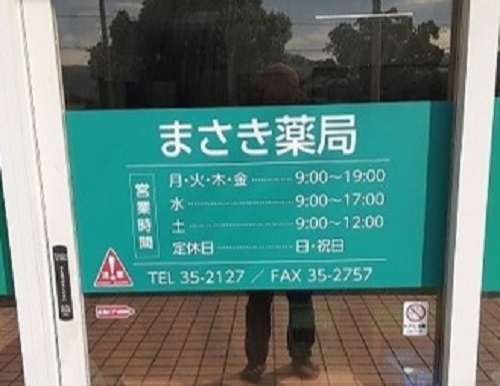 まさき薬局
営業時間
月・火・木・金 ………… 9:00～19:00
水 ………… 9:00～17:00
土 ………… 9:00～12:00
定休日 ………… 日・祝日
TEL 35-2127 ／ FAX 35-2757